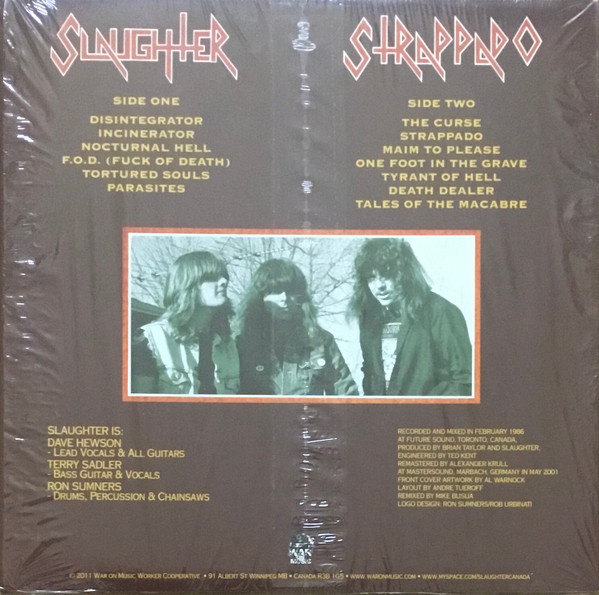 SLAUGHTER
STRAPPADO
SIDE ONE
DISINTEGRATOR
INCINERATOR
NOCTURNAL HELL
F.O.D. (FUCK OF DEATH)
TORTURED SOULS
PARASITES
SIDE TWO
THE CURSE
STRAPPADO
MAIM TO PLEASE
ONE FOOT IN THE GRAVE
TYRANT OF HELL
DEATH DEALER
TALES OF THE MACABRE
SLAUGHTER IS:
DAVE HEWSON
- LEAD VOCALS & ALL GUITARS
TERRY SADLER
- BASS GUITAR & VOCALS
RON SUMNERS
- DRUMS, PERCUSSION & CHAINSAWS
RECORDED AND MIXED IN FEBRUARY 1986
AT FUTURE SOUND, TORONTO, CANADA.
PRODUCED BY BRIAN TAYLOR AND SLAUGHTER.
ENGINEERED BY TED KENT
REMASTERED BY ALEXANDER KRULL
AT MASTERSOUND, MARBACH, GERMANY IN MAY 2001
FRONT COVER ARTWORK BY AL WARNOCK
LAYOUT BY ANDRE TUEROFF
REMIXED BY MIKE BUSIJA
LOGO DESIGN: RON SUMNERS/ROB URBINATI
© 2011 WAR ON MUSIC WORKER COOPERATIVE • 91 ALBERT ST WINNIPEG MB • CANADA R3B 1G5 • WWW.WARONMUSIC.COM • WWW.MYSPACE.COM/SLAUGHTERCANADA